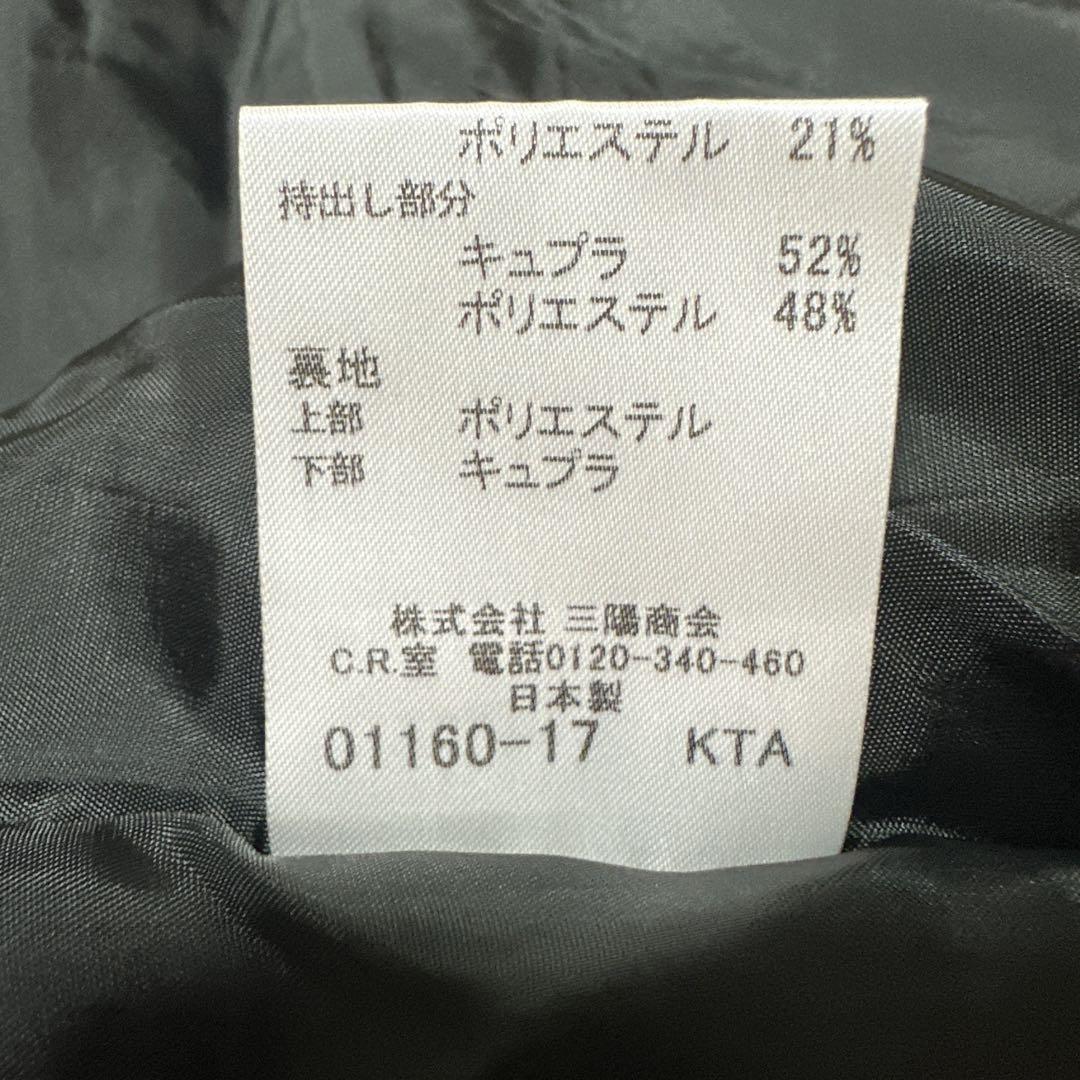 ポリエステル 21%
持出し部分
キュプラ 52%
ポリエステル 48%
裏地
上部 ポリエステル
下部 キュプラ
株式会社 三陽商会
C.R.室 電話0120-340-460
日本製
01160-17 KTA